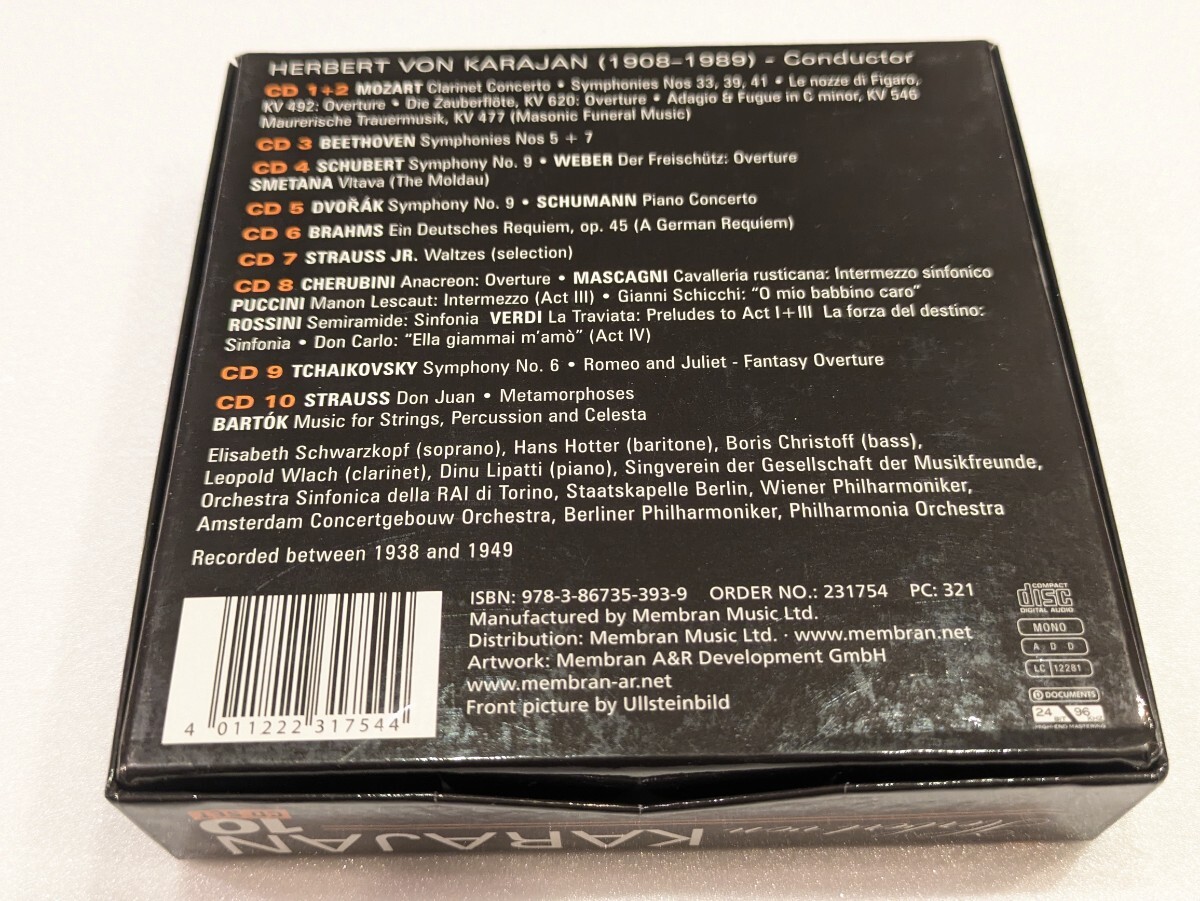 HERBERT VON KARAJAN (1908-1989) - Conductor
CD 1+2 MOZART Clarinet Concerto • Symphonies Nos 33, 39, 41 • Le nozze di Figaro,
KV 492: Overture • Die Zauberflöte, KV 620: Overture • Adagio & Fugue in C minor, KV 546
Maurerische Trauermusik, KV 477 (Masonic Funeral Music)
CD 3 BEETHOVEN Symphonies Nos 5 + 7
CD 4 SCHUBERT Symphony No. 9 • WEBER Der Freischütz: Overture
SMETANA Vltava (The Moldau)
CD 5 DVOŘÁK Symphony No. 9 • SCHUMANN Piano Concerto
CD 6 BRAHMS Ein Deutsches Requiem, op. 45 (A German Requiem)
CD 7 STRAUSS JR. Waltzes (selection)
CD 8 CHERUBINI Anacreon: Overture • MASCAGNI Cavalleria rusticana: Intermezzo sinfonico
PUCCINI Manon Lescaut: Intermezzo (Act III) • Gianni Schicchi: "O mio babbino caro"
ROSSINI Semiramide: Sinfonia VERDI La Traviata: Preludes to Act I + III La forza del destino:
Sinfonia • Don Carlo: "Ella giammai m'amò" (Act IV)
CD 9 TCHAIKOVSKY Symphony No. 6 • Romeo and Juliet - Fantasy Overture
CD 10 STRAUSS Don Juan • Metamorphoses
BARTÓK Music for Strings, Percussion and Celesta
Elisabeth Schwarzkopf (soprano), Hans Hotter (baritone), Boris Christoff (bass),
Leopold Wlach (clarinet), Dinu Lipatti (piano), Singverein der Gesellschaft der Musikfreunde,
Orchestra Sinfonica della RAI di Torino, Staatskapelle Berlin, Wiener Philharmoniker,
Amsterdam Concertgebouw Orchestra, Berliner Philharmoniker, Philharmonia Orchestra
Recorded between 1938 and 1949
ISBN: 978-3-86735-393-9 ORDER NO.: 231754 PC: 321
Manufactured by Membran Music Ltd.
Distribution: Membran Music Ltd. · www.membran.net
Artwork: Membran A&R Development GmbH
www.membran-ar.net
Front picture by Ullsteinbild
4 011222 317544
COMPACT
disc
DIGITAL AUDIO
MONO
A D D
LC 12281
DOCUMENTS
24 BIT 96 KHz
HIGH-END MASTERING
Herbert von
KARAJAN
10
CD SET